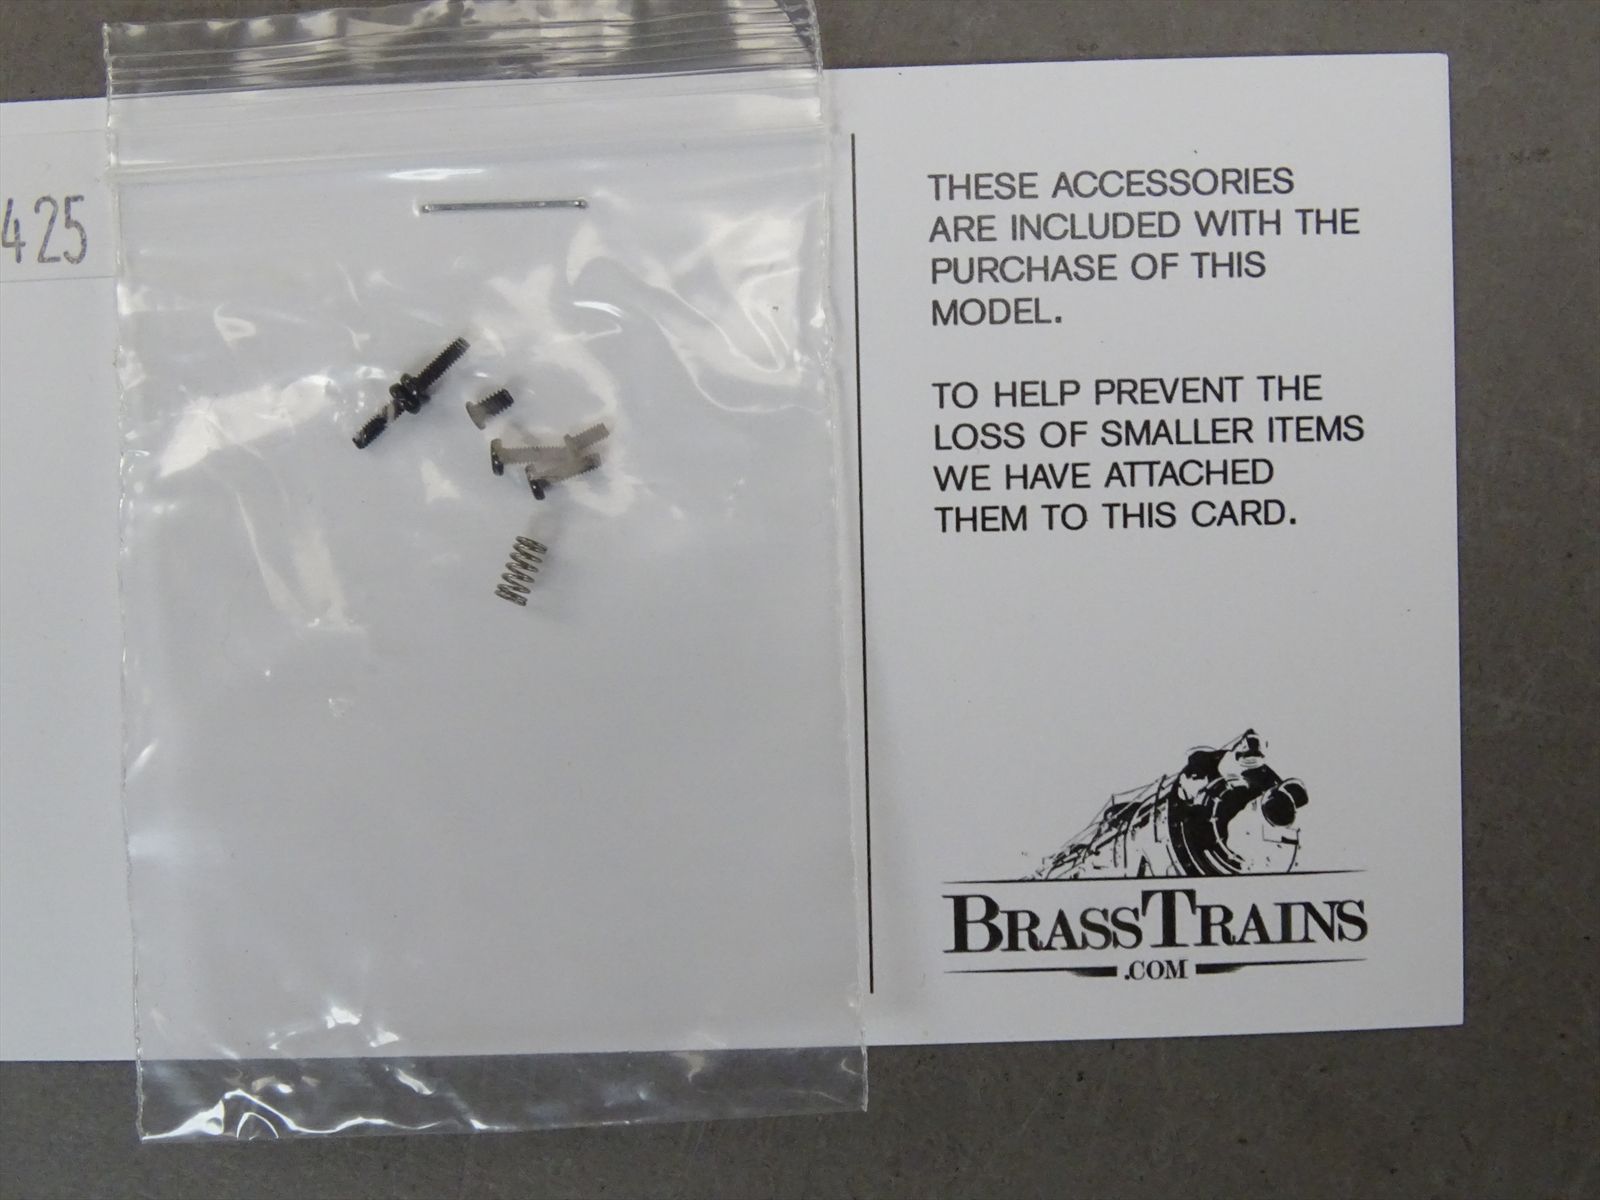 425
THESE ACCESSORIES
ARE INCLUDED WITH THE
PURCHASE OF THIS
MODEL.
TO HELP PREVENT THE
LOSS OF SMALLER ITEMS
WE HAVE ATTACHED
THEM TO THIS CARD.
BRASSTRAINS
.COM